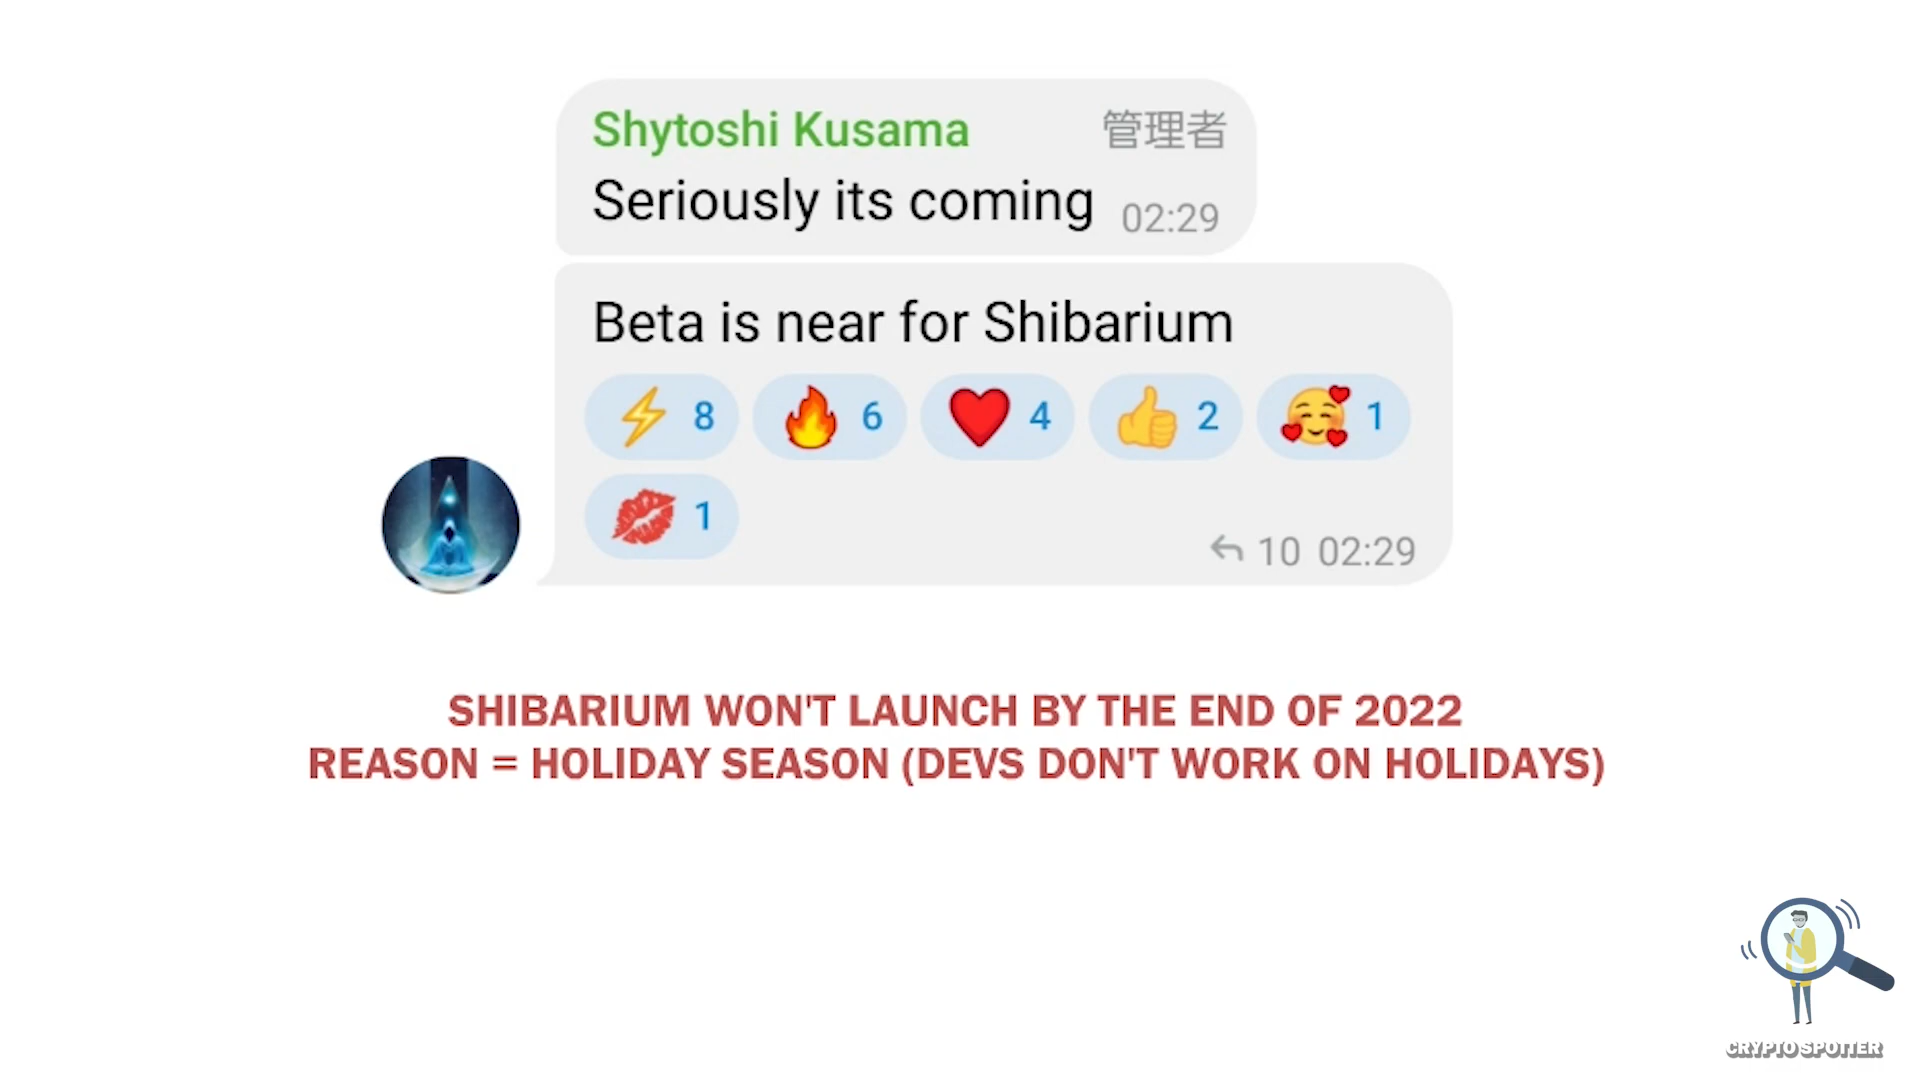 Shytoshi Kusama 管理者
Seriously its coming 02:29
Beta is near for Shibarium
8 6 4 2 1
1
10 02:29
SHIBARIUM WON'T LAUNCH BY THE END OF 2022
REASON = HOLIDAY SEASON (DEVS DON'T WORK ON HOLIDAYS)
CRYPTO SPOTTER